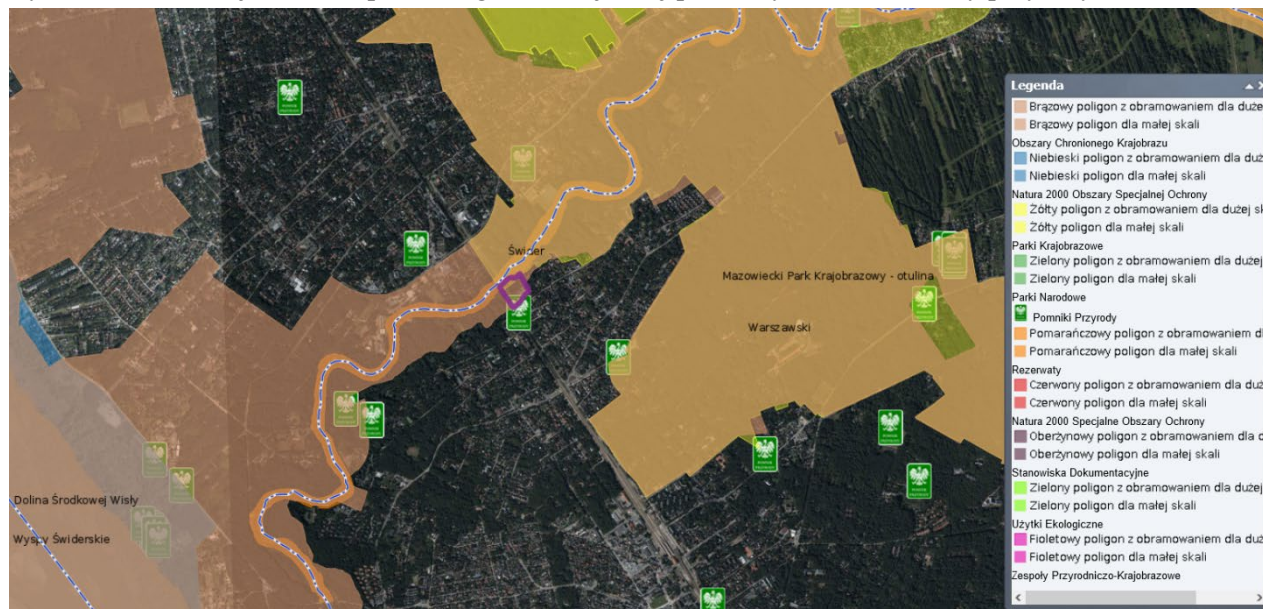 Świder
Mazowiecki Park Krajobrazowy - otulina
Warszawski
Dolina Środkowej Wisły
Wyspy Świderskie
Legenda
Brązowy poligon z obramowaniem dla duże
Brązowy poligon dla małej skali
Obszary Chronionego Krajobrazu
Niebieski poligon z obramowaniem dla duż
Niebieski poligon dla małej skali
Natura 2000 Obszary Specjalnej Ochrony
Żółty poligon z obramowaniem dla dużej sk
Żółty poligon dla małej skali
Parki Krajobrazowe
Zielony poligon z obramowaniem dla dużej
Zielony poligon dla małej skali
Parki Narodowe
Pomniki Przyrody
Pomarańczowy poligon z obramowaniem dl
Pomarańczowy poligon dla małej skali
Rezerwaty
Czerwony poligon z obramowaniem dla duż
Czerwony poligon dla małej skali
Natura 2000 Specjalne Obszary Ochrony
Oberżynowy poligon z obramowaniem dla d
Oberżynowy poligon dla małej skali
Stanowiska Dokumentacyjne
Zielony poligon z obramowaniem dla dużej
Zielony poligon dla małej skali
Użytki Ekologiczne
Fioletowy poligon z obramowaniem dla duż
Fioletowy poligon dla małej skali
Zespoły Przyrodniczo-Krajobrazowe